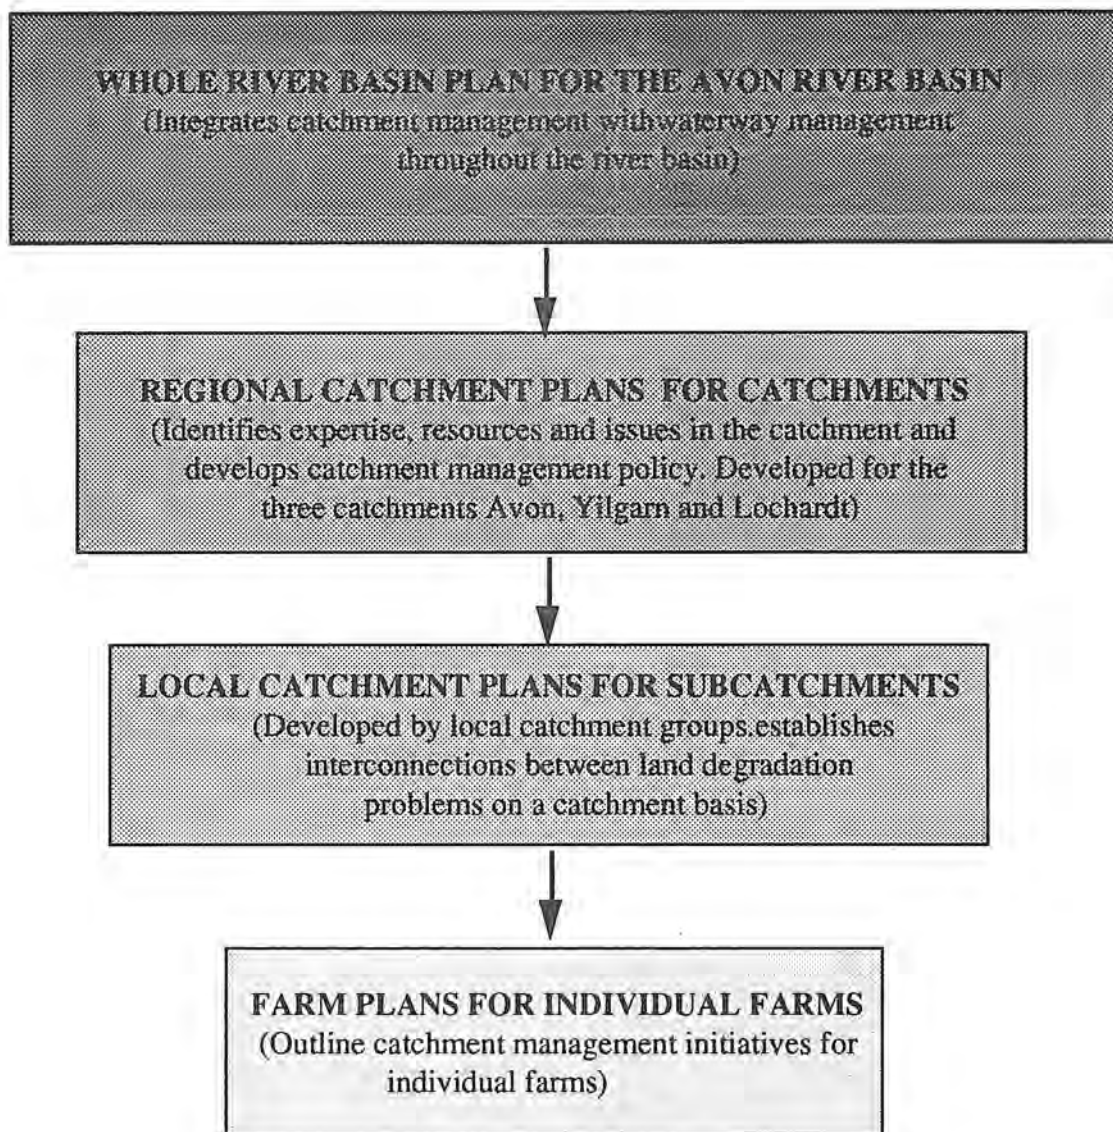 WHOLE RIVER BASIN PLAN FOR THE AVON RIVER BASIN
(Integrates catchment management withwaterway management
throughout the river basin)
REGIONAL CATCHMENT PLANS FOR CATCHMENTS
(Identifies expertise, resources and issues in the catchment and
develops catchment management policy. Developed for the
three catchments Avon, Yilgarn and Lochardt)
LOCAL CATCHMENT PLANS FOR SUBCATCHMENTS
(Developed by local catchment groups.establishes
interconnections between land degradation
problems on a catchment basis)
FARM PLANS FOR INDIVIDUAL FARMS
(Outline catchment management initiatives for
individual farms)